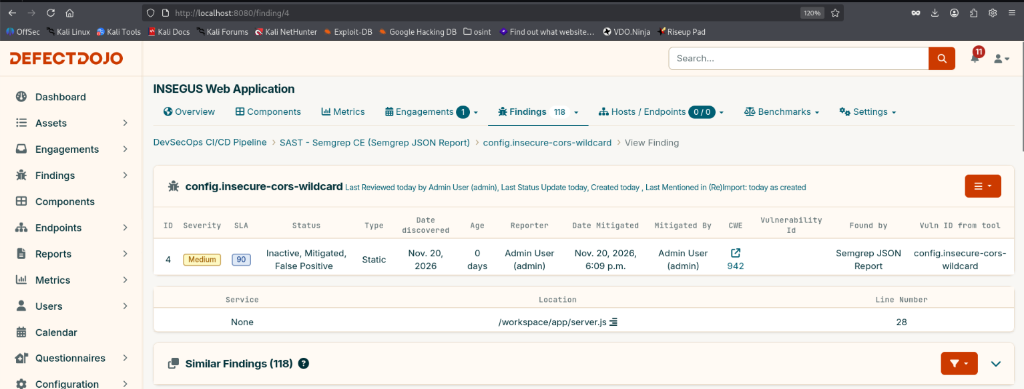 http://localhost:8080/finding/4
120%
OffSec Kali Linux Kali Tools Kali Docs Kali Forums Kali NetHunter Exploit-DB Google Hacking DB osint Find out what website... VDO.Ninja Riseup Pad
DEFECTDOJO
Search...
11
Dashboard
Assets
Engagements
Findings
Components
Endpoints
Reports
Metrics
Users
Calendar
Questionnaires
Configuration
INSEGUS Web Application
Overview Components Metrics Engagements 1 Findings 118 Hosts / Endpoints 0 / 0 Benchmarks Settings
DevSecOps CI/CD Pipeline > SAST - Semgrep CE (Semgrep JSON Report) > config.insecure-cors-wildcard > View Finding
config.insecure-cors-wildcard Last Reviewed today by Admin User (admin), Last Status Update today, Created today , Last Mentioned in (Re)Import: today as created
ID Severity SLA Status Type Date discovered Age Reporter Date Mitigated Mitigated By CWE Vulnerability Id Found by Vuln ID from tool
4 Medium 90 Inactive, Mitigated, False Positive Static Nov. 20, 2026 0 days Admin User (admin) Nov. 20, 2026, 6:09 p.m. Admin User (admin) 942 Semgrep JSON Report config.insecure-cors-wildcard
Service Location Line Number
None /workspace/app/server.js 28
Similar Findings (118) ?